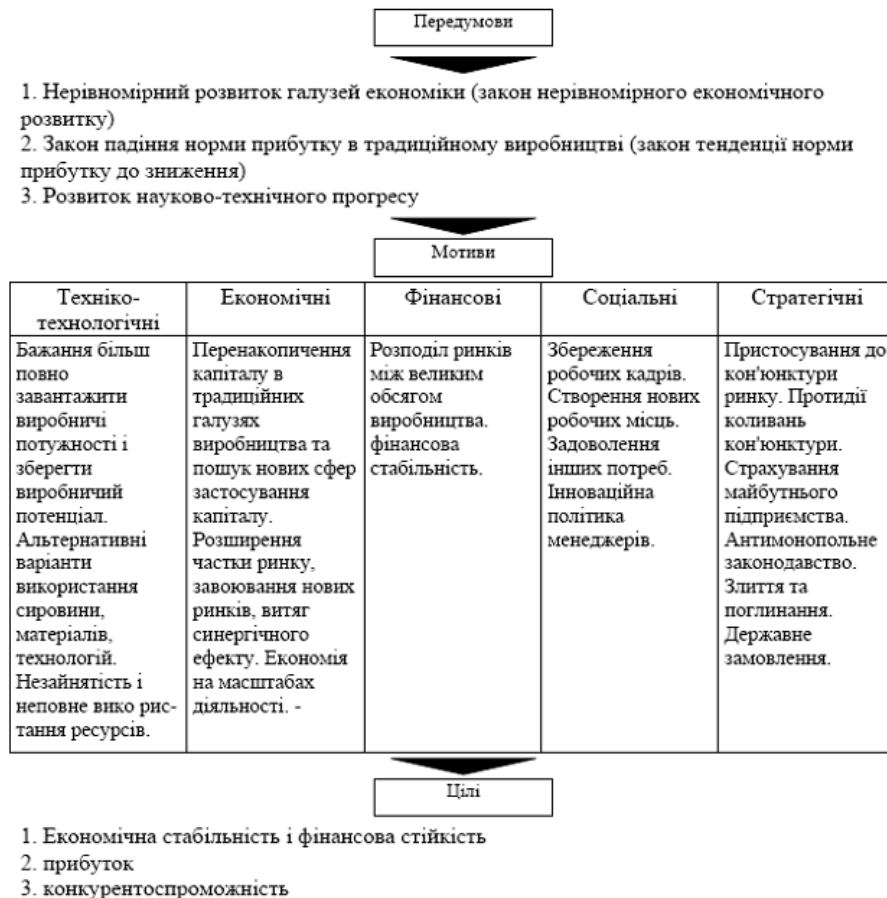 Передумови
1. Нерівномірний розвиток галузей економіки (закон нерівномірного економічного
розвитку)
2. Закон падіння норми прибутку в традиційному виробництві (закон тенденції норми
прибутку до зниження)
3. Розвиток науково-технічного прогресу
Мотиви
Техніко-
технологічні
Економічні
Фінансові
Соціальні
Стратегічні
Бажання більш
повно
завантажити
виробничі
потужності і
зберегти
виробничий
потенціал.
Альтернативні
варіанти
використання
сировини,
матеріалів,
технологій.
Незайнятість і
неповне вико рис-
тання ресурсів.
Перенакопичення
капіталу в
традиційних
галузях
виробництва та
пошук нових сфер
застосування
капіталу.
Розширення
частки ринку,
завоювання нових
ринків, витяг
синергічного
ефекту. Економія
на масштабах
діяльності. -
Розподіл ринків
між великим
обсягом
виробництва.
фінансова
стабільність.
Збереження
робочих кадрів.
Створення нових
робочих місць.
Задоволення
інших потреб.
Інноваційна
політика
менеджерів.
Пристосування до
кон'юнктури
ринку. Протидії
коливань
кон'юнктури.
Страхування
майбутнього
підприємства.
Антимонопольне
законодавство.
Злиття та
поглинання.
Державне
замовлення.
Цілі
1. Економічна стабільність і фінансова стійкість
2. прибуток
3. конкурентоспроможність